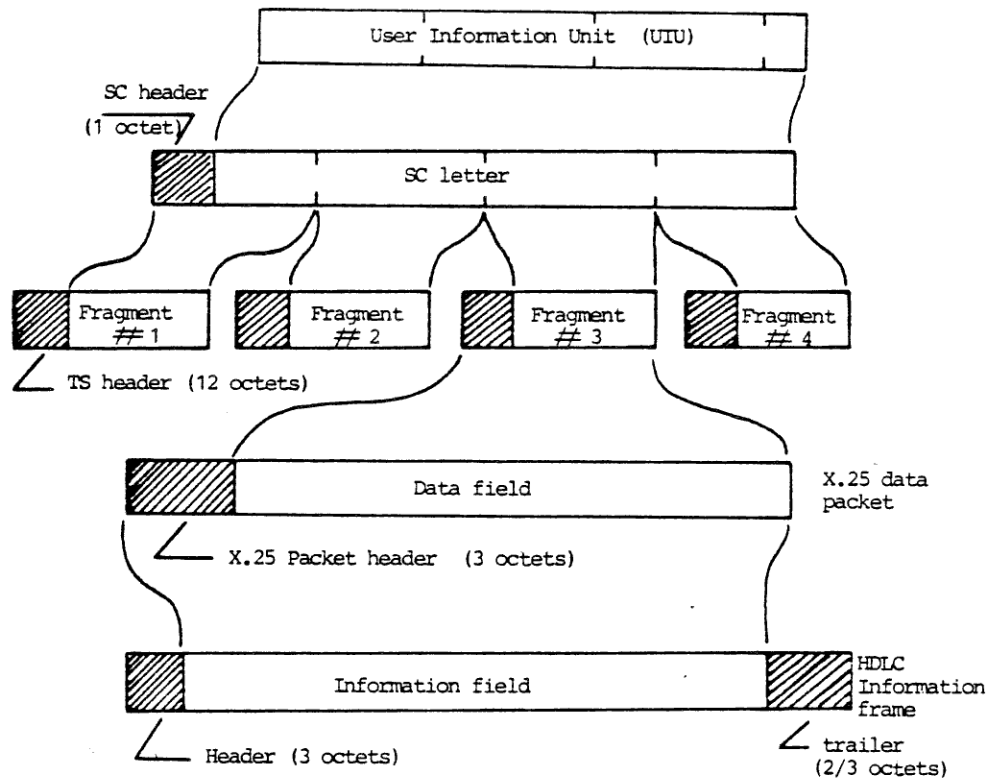 User Information Unit (UIU)
SC header
(1 octet)
SC letter
Fragment
# 1
Fragment
# 2
Fragment
# 3
Fragment
# 4
TS header (12 octets)
Data field
X.25 data
packet
X.25 Packet header (3 octets)
Information field
HDLC
Information
frame
Header (3 octets)
trailer
(2/3 octets)